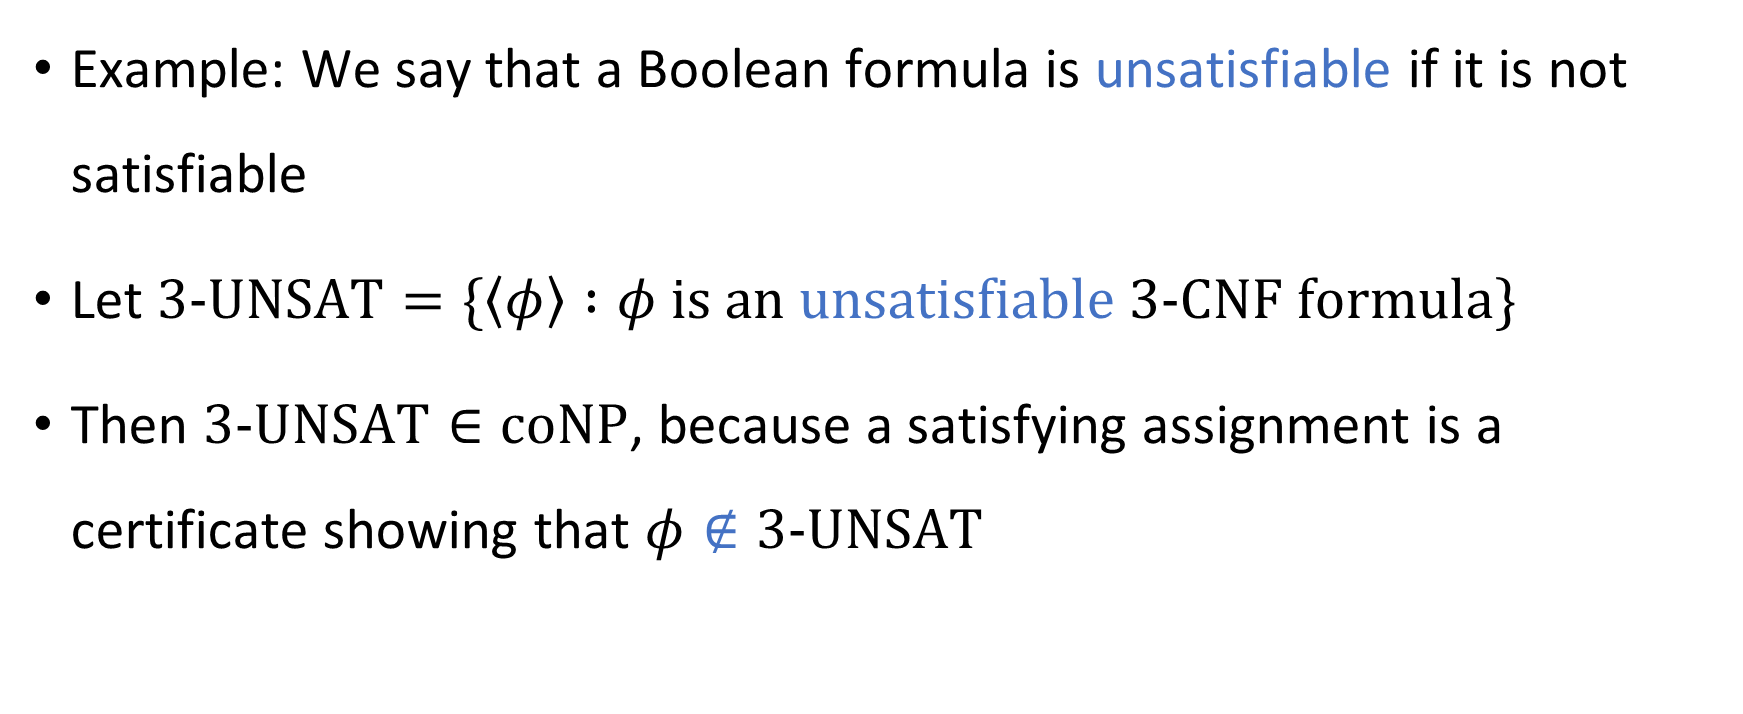 • Example: We say that a Boolean formula is unsatisfiable if it is not
satisfiable
• Let 3-UNSAT = {⟨𝜙⟩ : 𝜙 is an unsatisfiable 3-CNF formula}
• Then 3-UNSAT ∈ coNP, because a satisfying assignment is a
certificate showing that 𝜙 ∉ 3-UNSAT